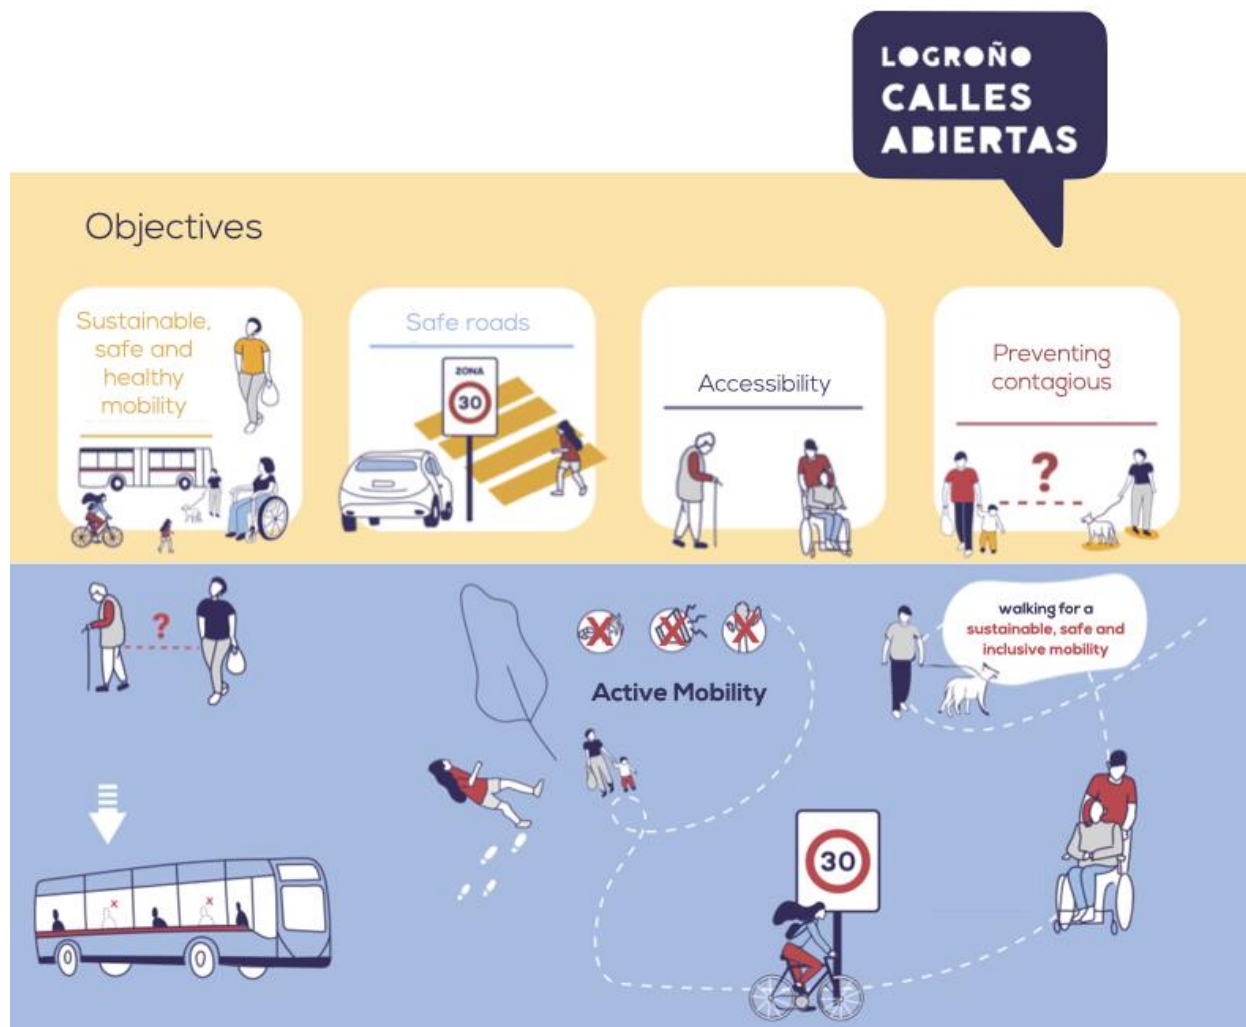 LOGROÑO
CALLES
ABIERTAS
Objectives
Sustainable,
safe and
healthy
mobility
Safe roads
ZONA
30
Accessibility
Preventing
contagious
?
?
walking for a
sustainable, safe and
inclusive mobility
Active Mobility
30
x
x